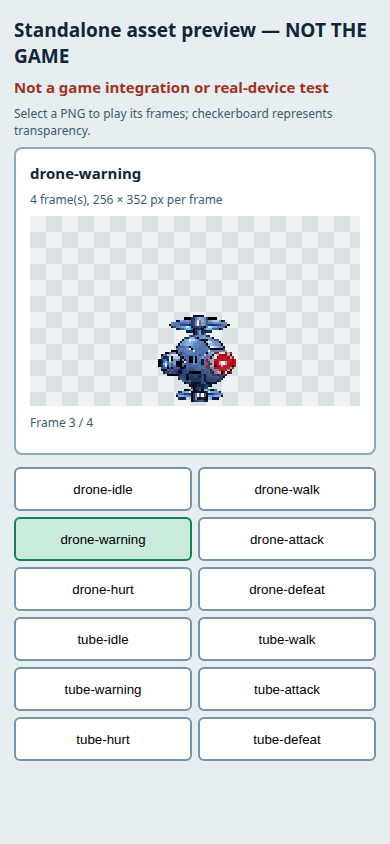 Standalone asset preview — NOT THE
GAME
Not a game integration or real-device test
Select a PNG to play its frames; checkerboard represents
transparency.
drone-warning
4 frame(s), 256 × 352 px per frame
Frame 3 / 4
drone-idle
drone-walk
drone-warning
drone-attack
drone-hurt
drone-defeat
tube-idle
tube-walk
tube-warning
tube-attack
tube-hurt
tube-defeat